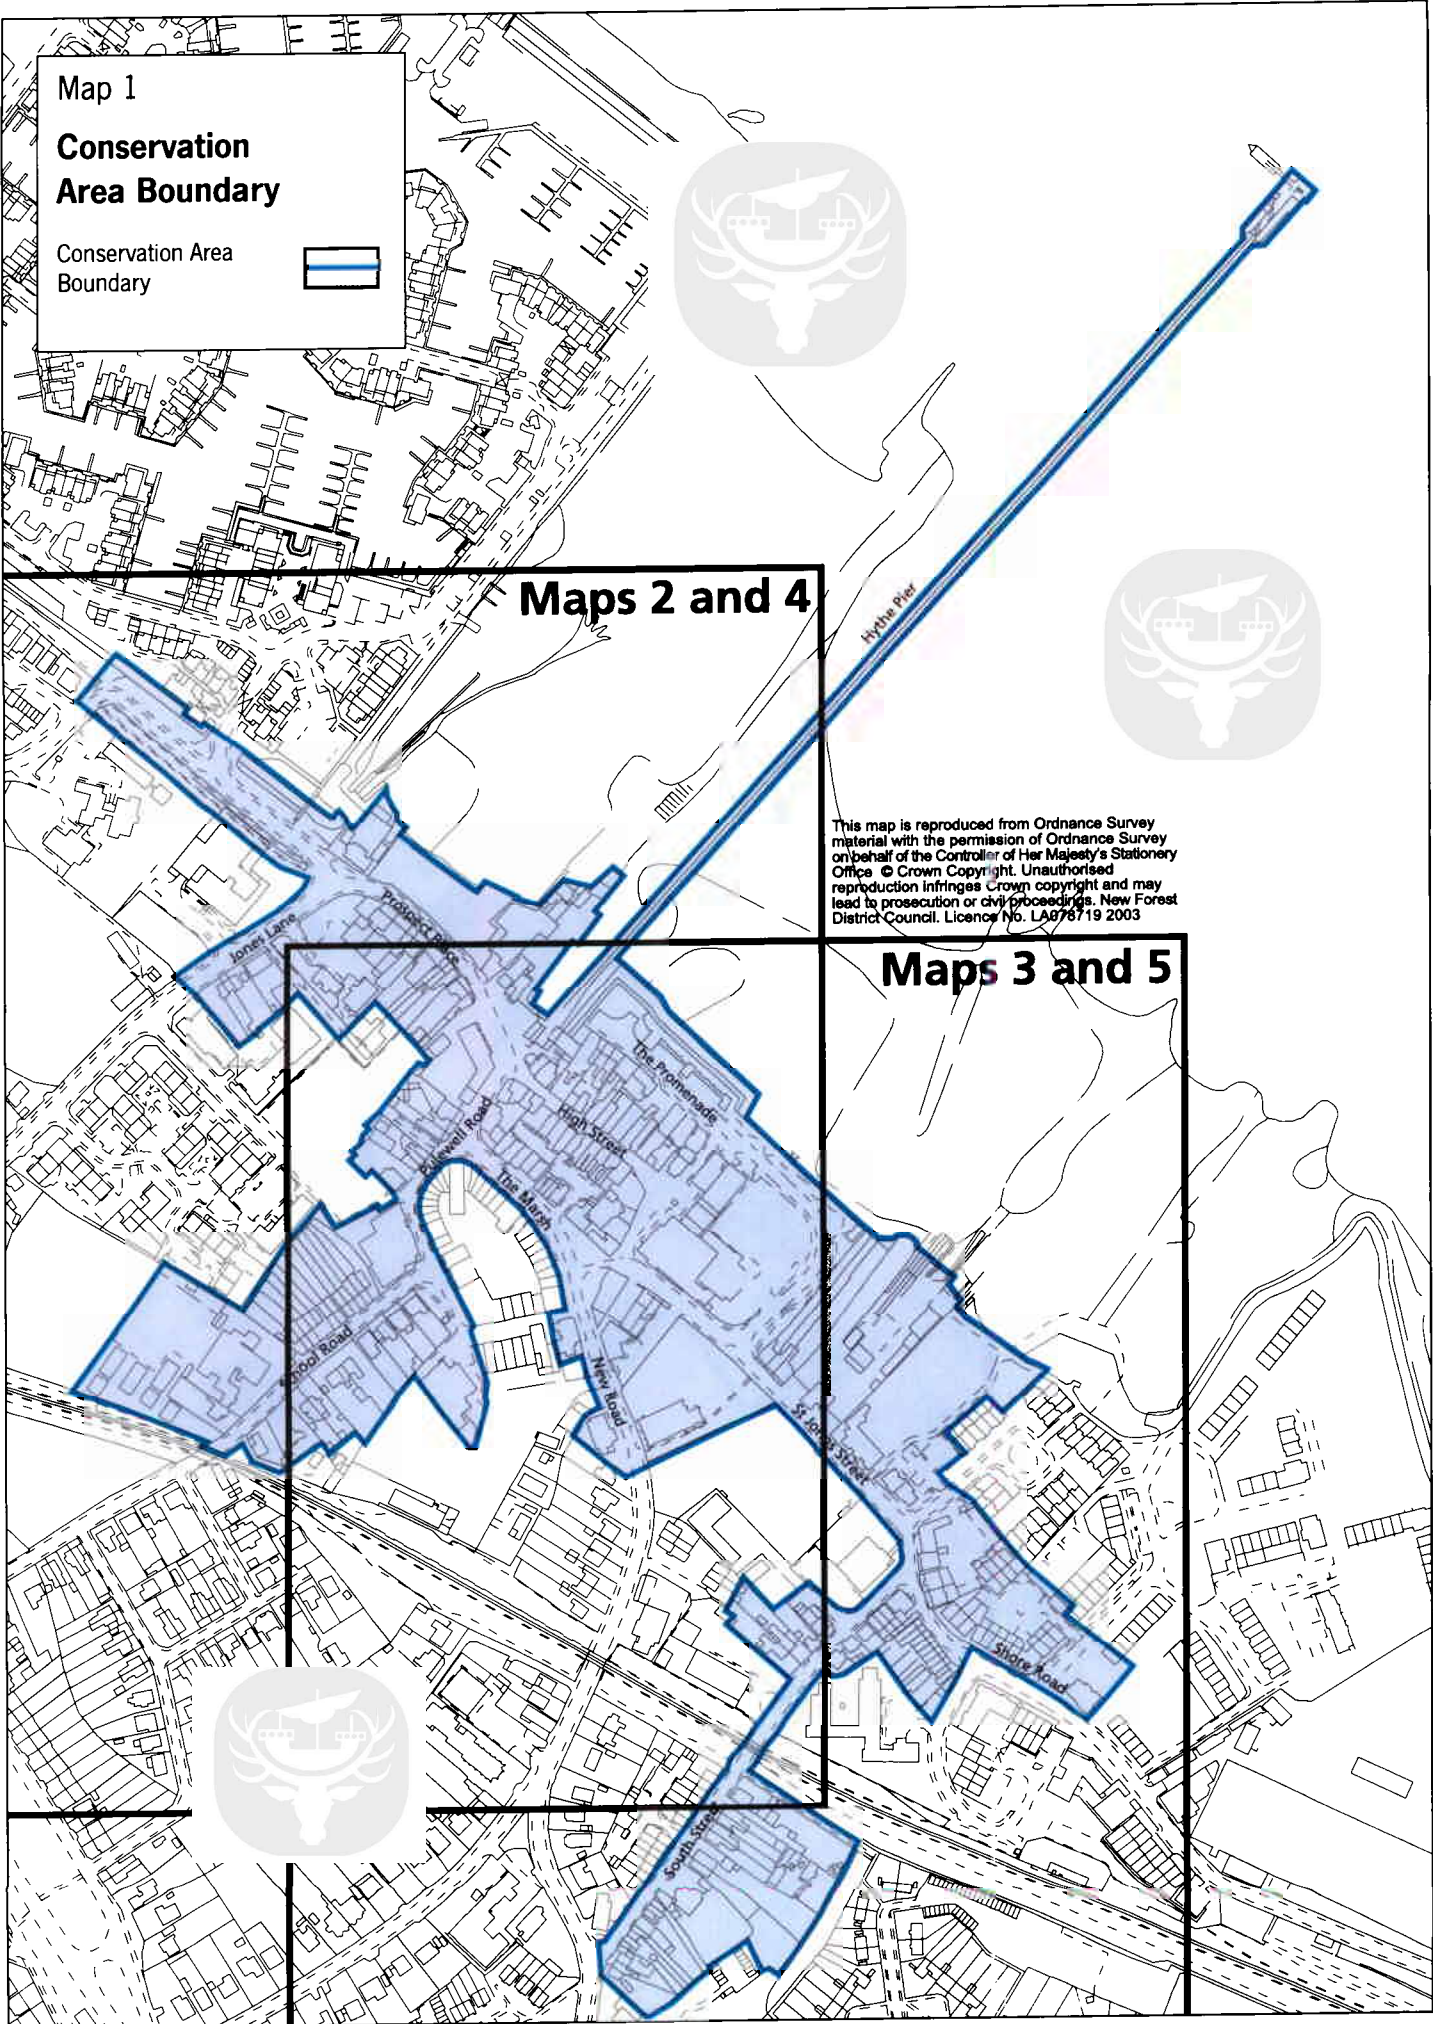 Map 1
Conservation
Area Boundary
Conservation Area
Boundary
Maps 2 and 4
Hythe Pier
This map is reproduced from Ordnance Survey
material with the permission of Ordnance Survey
on behalf of the Controller of Her Majesty's Stationery
Office © Crown Copyright. Unauthorised
reproduction infringes Crown copyright and may
lead to prosecution or civil proceedings. New Forest
District Council. Licence No. LA078719 2003
Prospect Place
Jones Lane
Maps 3 and 5
The Promenade
High Street
Pylewell Road
The Marsh
School Road
New Road
St Johns Street
Shore Road
South Street